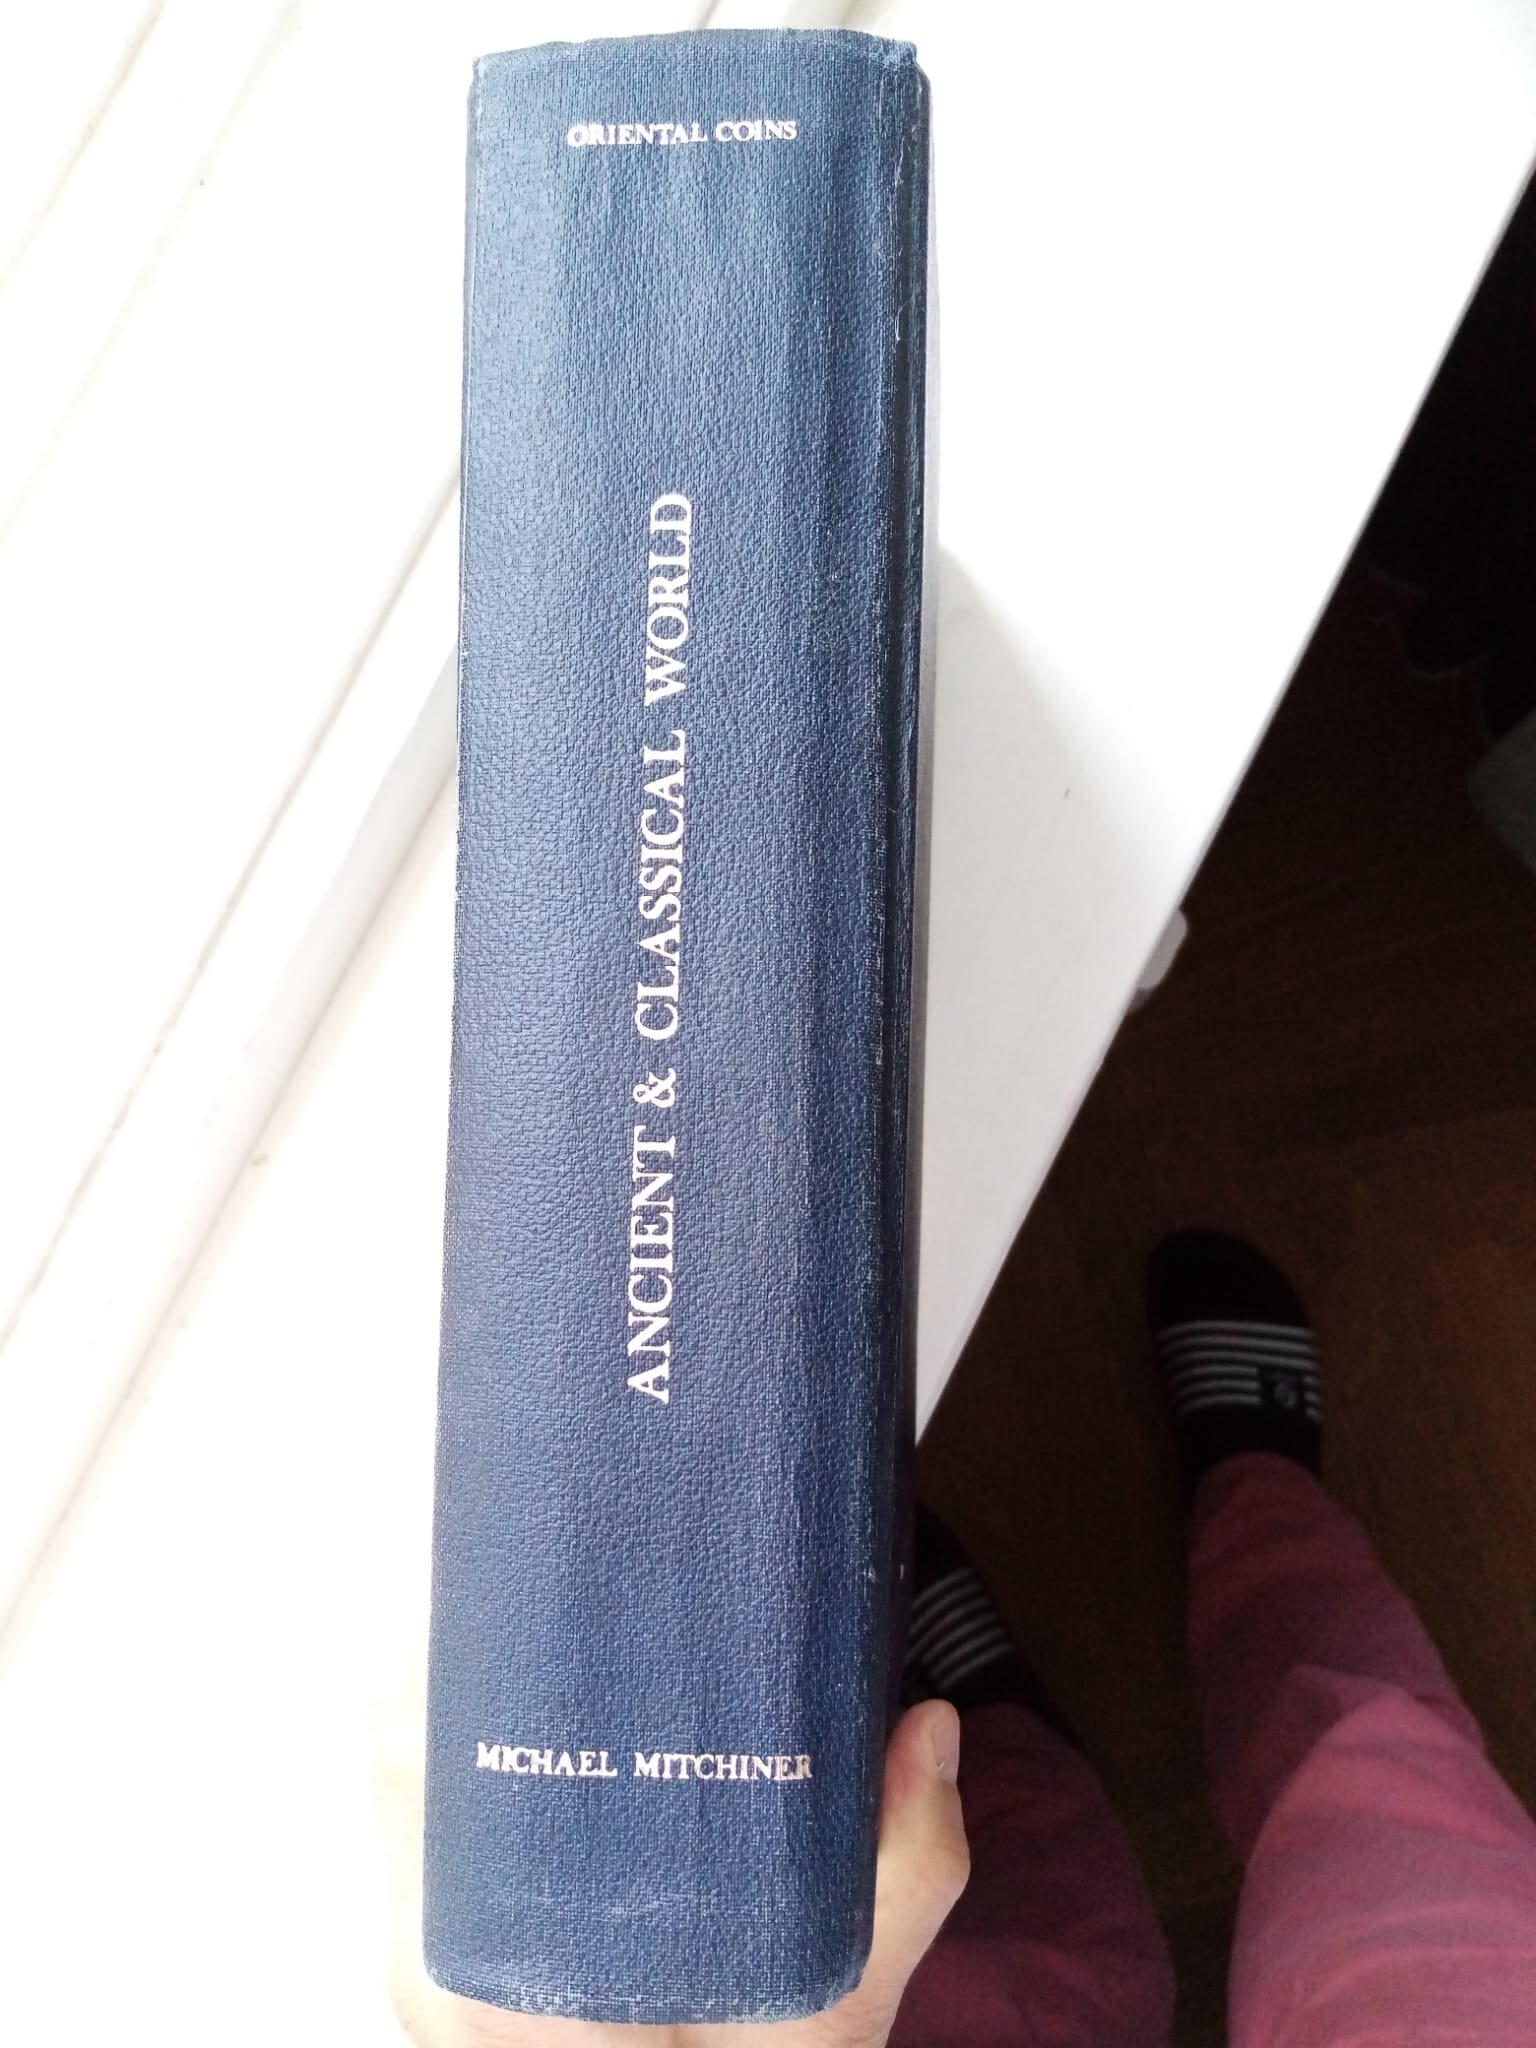 ORIENTAL COINS
ANCIENT & CLASSICAL WORLD
MICHAEL MITCHINER